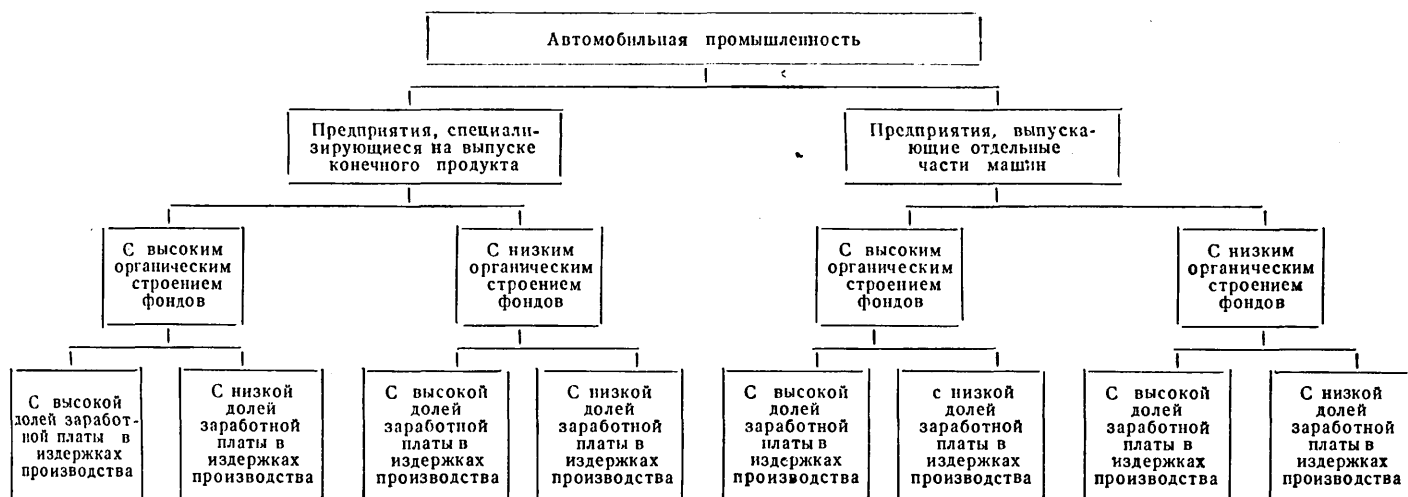 Автомобильная промышленность
Предприятия, специали-
зирующиеся на выпуске
конечного продукта
Предприятия, выпуска-
ющие отдельные
части машин
С высоким
органическим
строением
фондов
С низким
органическим
строением
фондов
С высоким
органическим
строением
фондов
С низким
органическим
строением
фондов
С высокой
долей заработ-
ной платы в
издержках
производства
С низкой
долей
заработной
платы в
издержках
производства
С высокой
долей
заработной
платы в
издержках
производства
С низкой
долей
заработной
платы в
издержках
производства
С высокой
долей
заработной
платы в
издержках
производства
с низкой
долей
заработной
платы в
издержках
производства
С высокой
долей
заработной
платы в
издержках
производства
С низкой
долей
заработной
платы в
издержках
производства